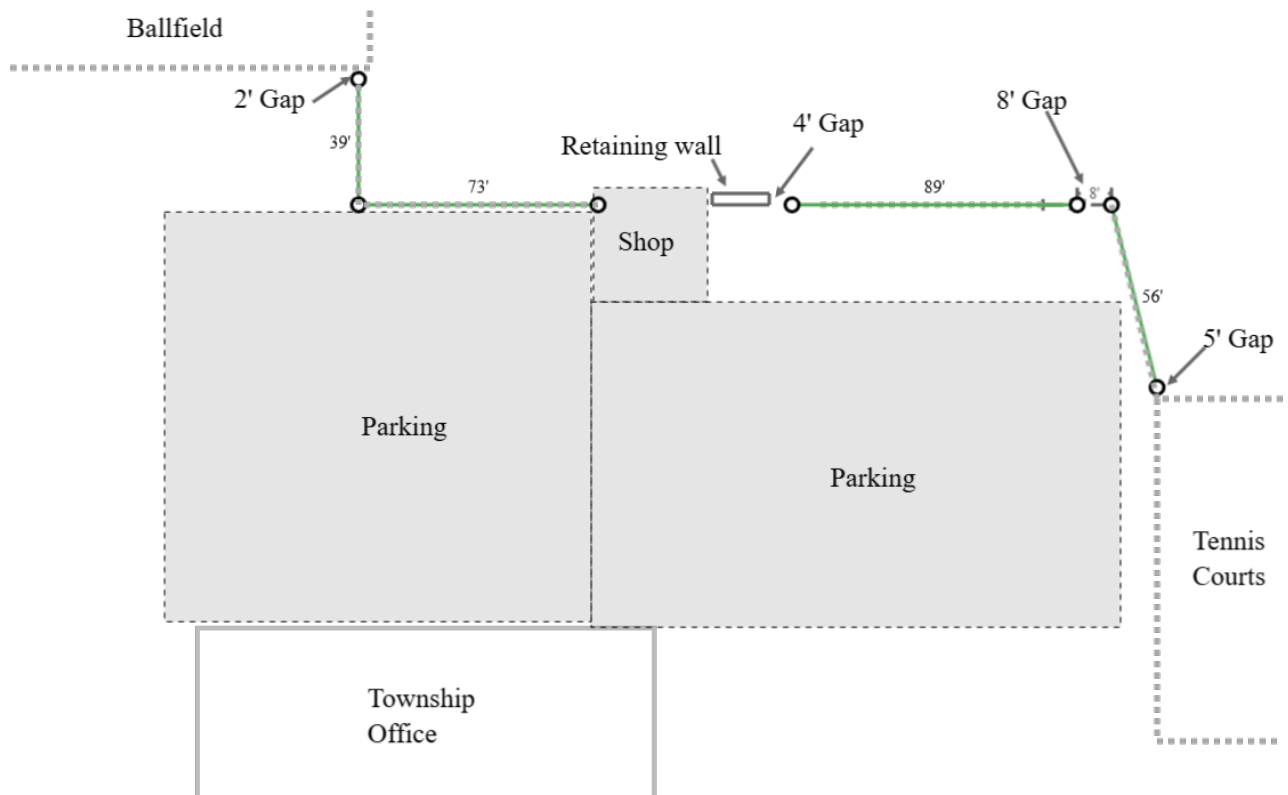 Ballfield
2' Gap
39'
73'
Retaining wall
4' Gap
8' Gap
89'
8'
Shop
56'
5' Gap
Parking
Parking
Tennis
Courts
Township
Office